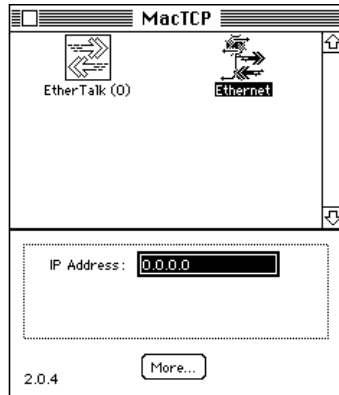 MacTCP
EtherTalk (0)
Ethernet
IP Address:
0.0.0.0
More...
2.0.4